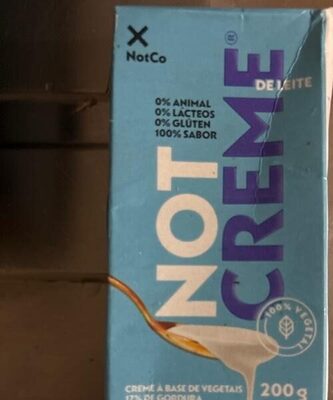 NotCo
0% ANIMAL
0% LÁCTEOS
0% GLÚTEN
100% SABOR
NOT
CREME®
DE LEITE
100% VEGETAL
CREME À BASE DE VEGETAIS
17% DE GORDURA
200g